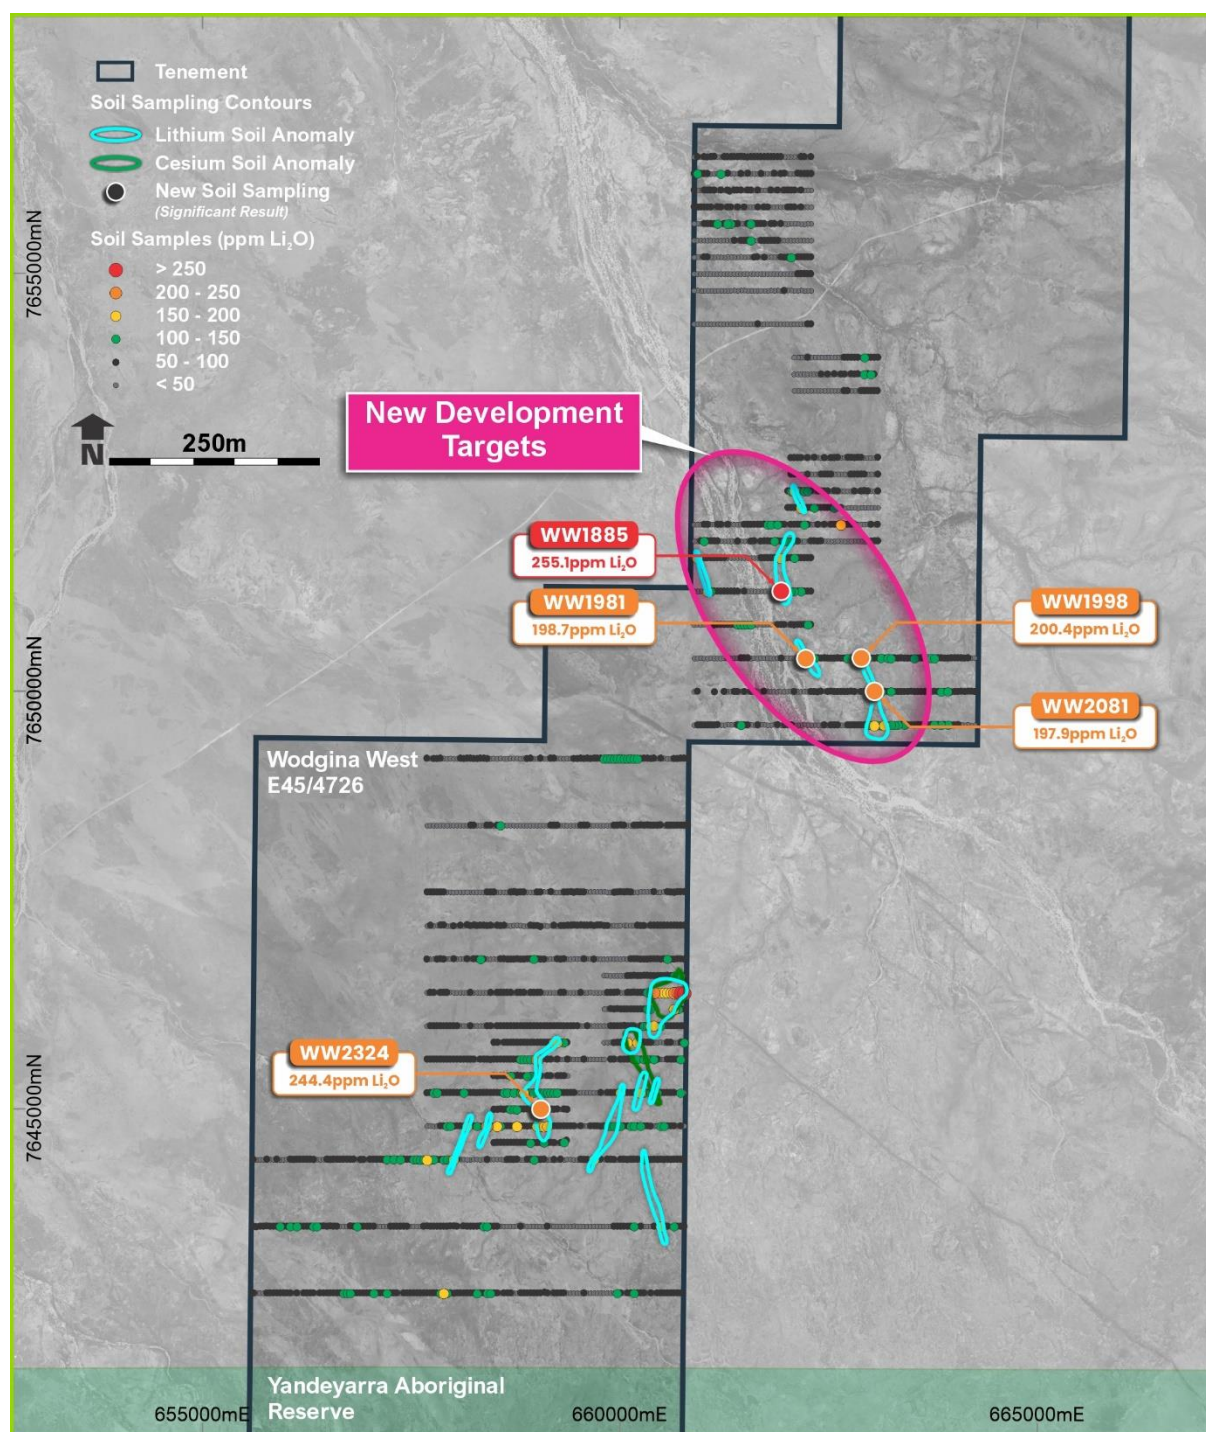 Tenement
Soil Sampling Contours
Lithium Soil Anomaly
Cesium Soil Anomaly
New Soil Sampling
(Significant Result)
Soil Samples (ppm Li₂O)
> 250
200 - 250
150 - 200
100 - 150
50 - 100
< 50
N
250m
New Development
Targets
WW1885
255.1ppm Li₂O
WW1981
198.7ppm Li₂O
WW1998
200.4ppm Li₂O
WW2081
197.9ppm Li₂O
Wodgina West
E45/4726
WW2324
244.4ppm Li₂O
Yandeyarra Aboriginal
Reserve
7655000mN
7650000mN
7645000mN
655000mE
660000mE
665000mE